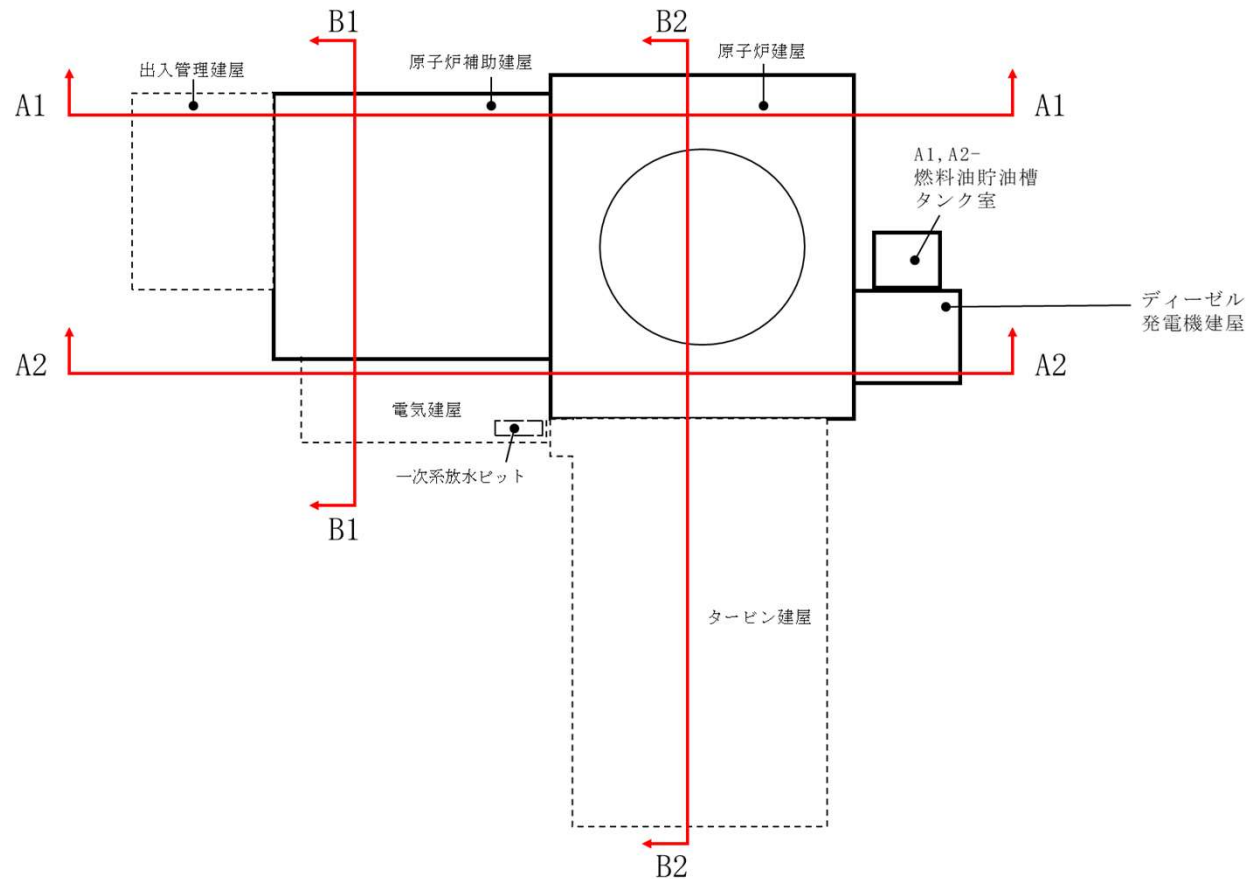 B1
B2
出入管理建屋
原子炉補助建屋
原子炉建屋
A1
A1
A1, A2-
燃料油貯油槽
タンク室
ディーゼル
発電機建屋
A2
A2
電気建屋
一次系放水ピット
B1
タービン建屋
B2